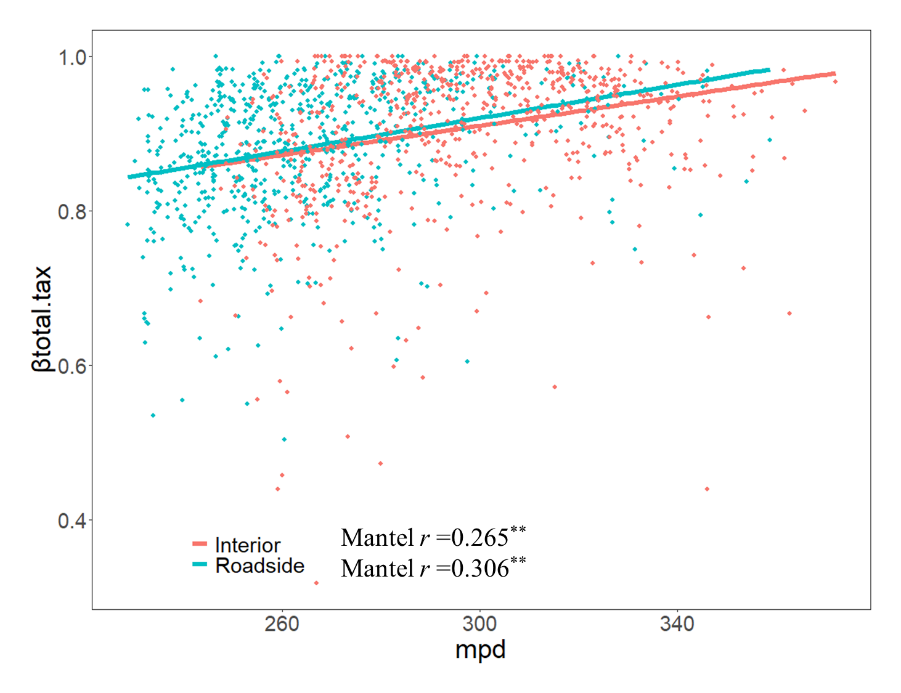 1.0
0.8
0.6
0.4
βtotal.tax
Interior
Roadside
Mantel r =0.265**
Mantel r =0.306**
260
300
340
mpd